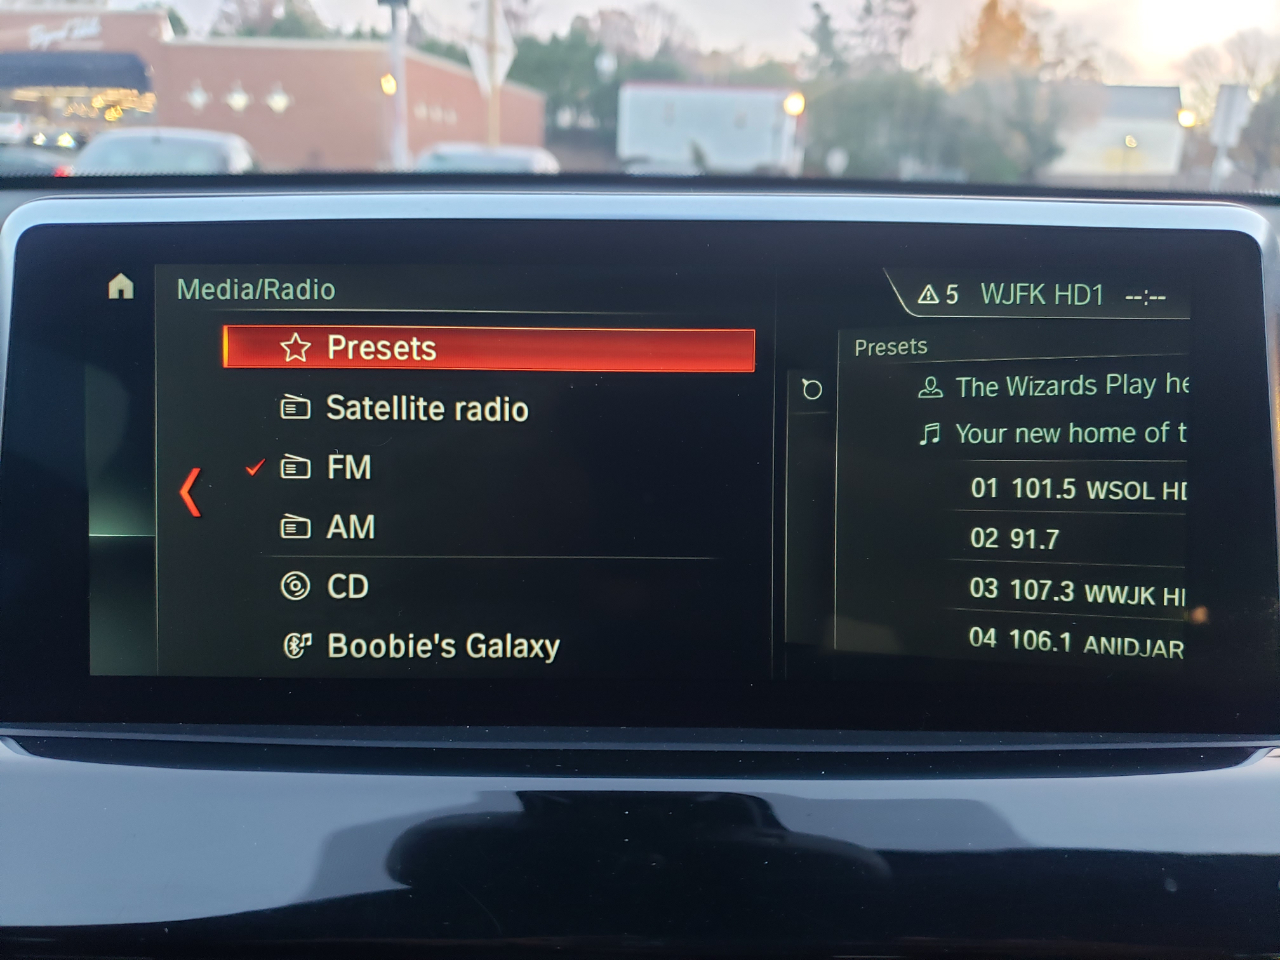 Media/Radio
5 WJFK HD1 --:--
Presets
Satellite radio
FM
AM
CD
Boobie's Galaxy
Presets
The Wizards Play he
Your new home of t
01 101.5 WSOL HD
02 91.7
03 107.3 WWJK H
04 106.1 ANIDJAR